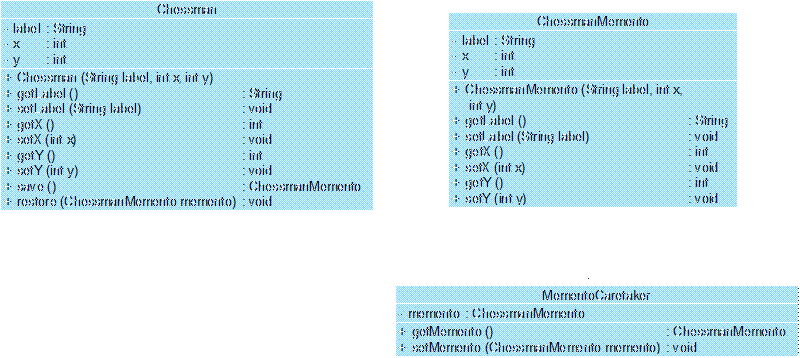 Chessman
- label : String
- x : int
- y : int
+ Chessman (String label, int x, int y)
+ getLabel () : String
+ setLabel (String label) : void
+ getX () : int
+ setX (int x) : void
+ getY () : int
+ setY (int y) : void
+ save () : ChessmanMemento
+ restore (ChessmanMemento memento) : void
ChessmanMemento
- label : String
- x : int
- y : int
+ ChessmanMemento (String label, int x,
int y)
+ getLabel () : String
+ setLabel (String label) : void
+ getX () : int
+ setX (int x) : void
+ getY () : int
+ setY (int y) : void
MementoCaretaker
- memento : ChessmanMemento
+ getMemento () : ChessmanMemento
+ setMemento (ChessmanMemento memento) : void